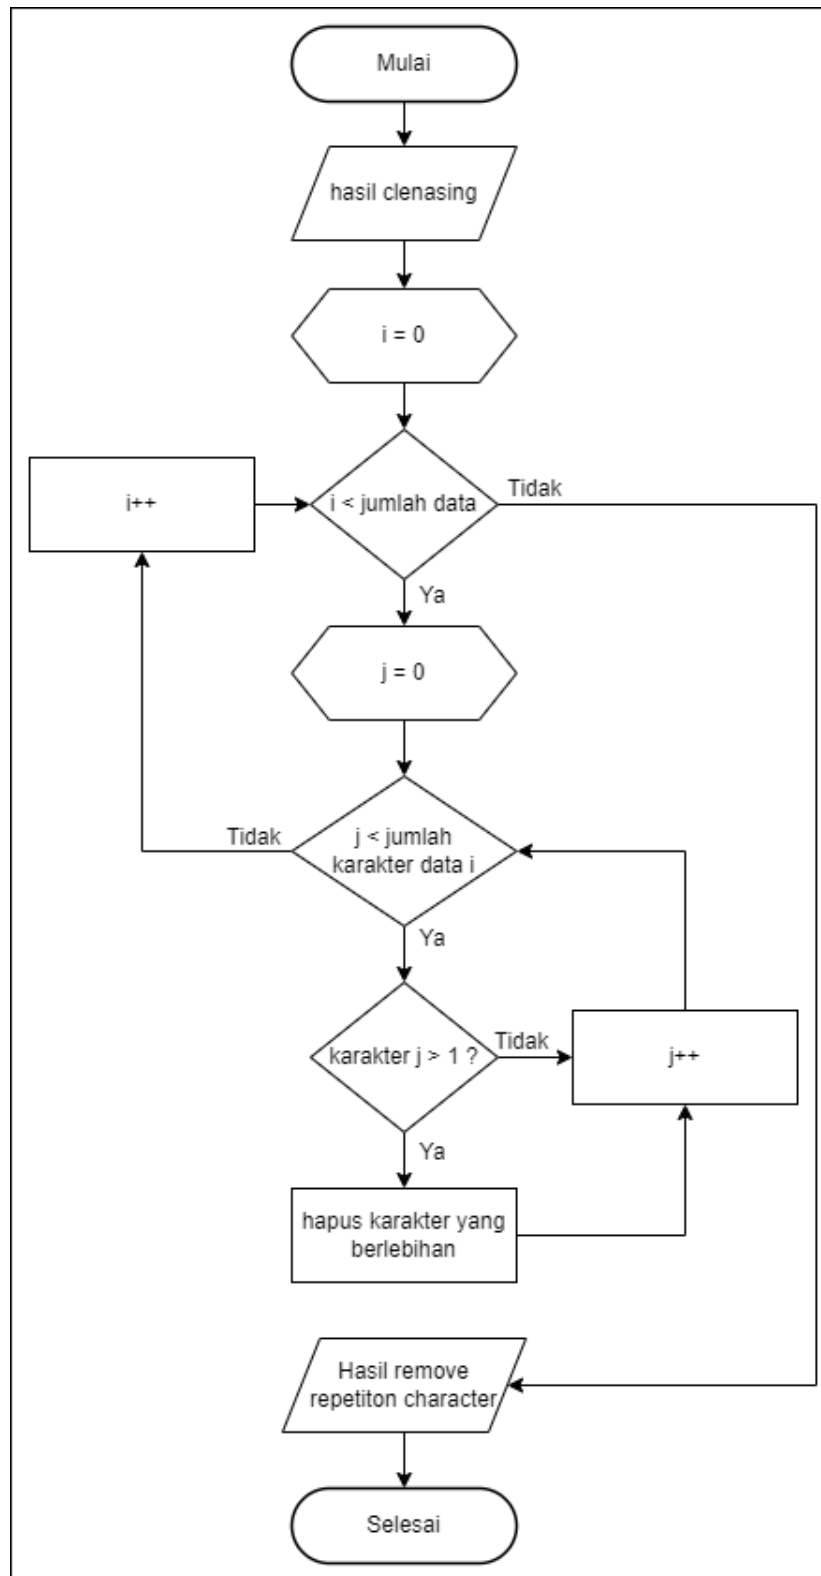 Mulai
hasil clenasing
i = 0
i++
i < jumlah data
Tidak
Ya
j = 0
Tidak
j < jumlah
karakter data i
Ya
karakter j > 1 ?
Tidak
j++
Ya
hapus karakter yang
berlebihan
Hasil remove
repetiton character
Selesai